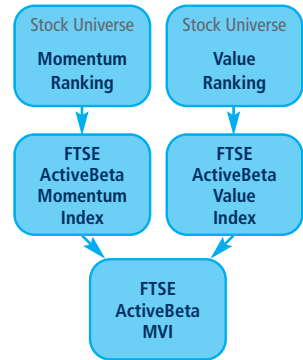 Stock Universe
Momentum
Ranking
Stock Universe
Value
Ranking
FTSE
ActiveBeta
Momentum
Index
FTSE
ActiveBeta
Value
Index
FTSE
ActiveBeta
MVI